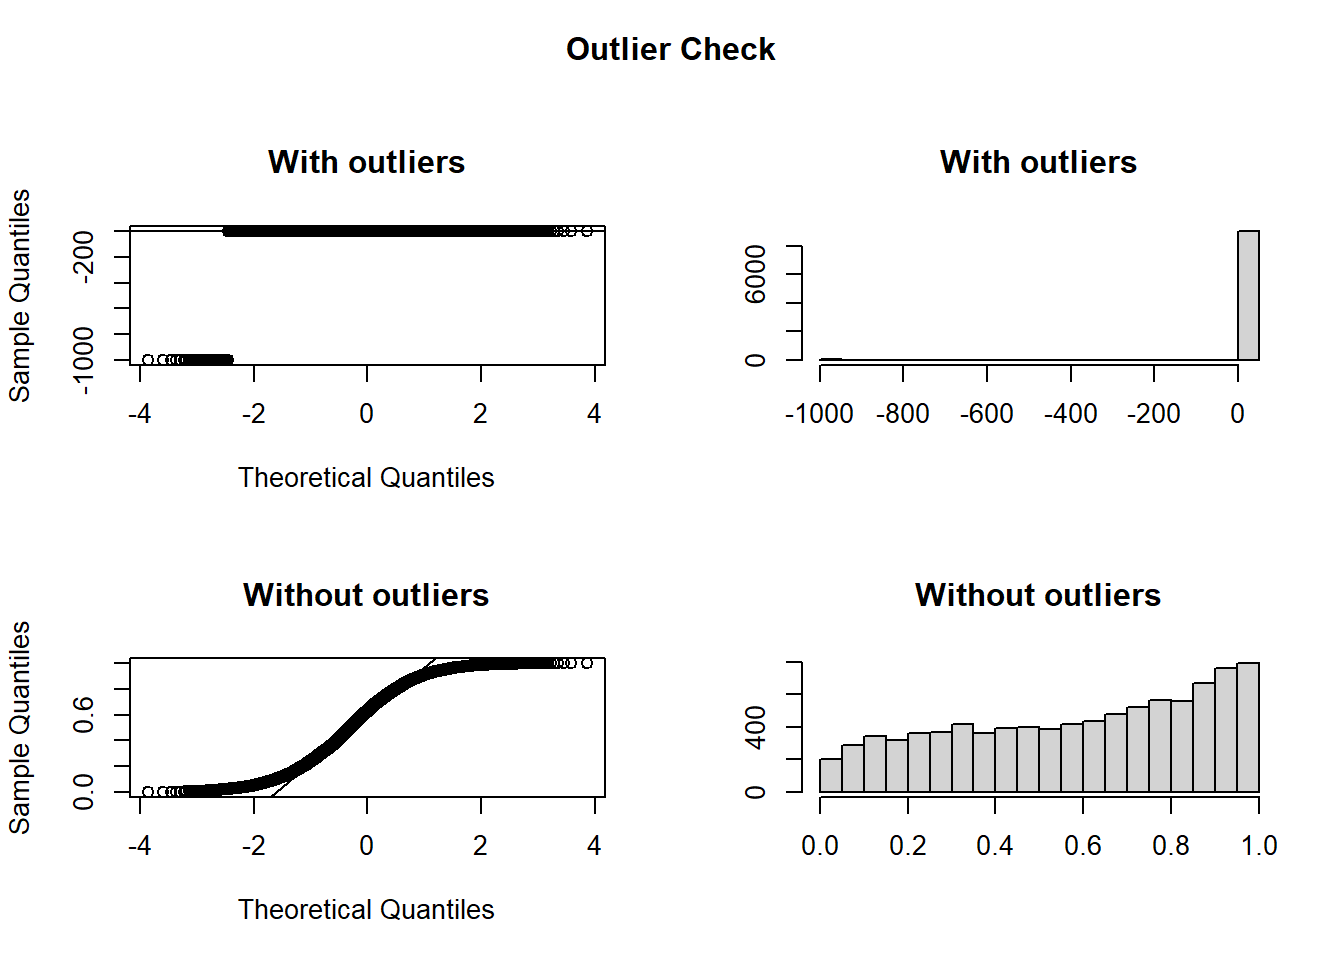 Outlier Check
With outliers
Sample Quantiles
-200
-1000
-4 -2 0 2 4
Theoretical Quantiles
With outliers
6000
0
-1000 -800 -600 -400 -200 0
Without outliers
Sample Quantiles
0.6
0.0
-4 -2 0 2 4
Theoretical Quantiles
Without outliers
400
0
0.0 0.2 0.4 0.6 0.8 1.0